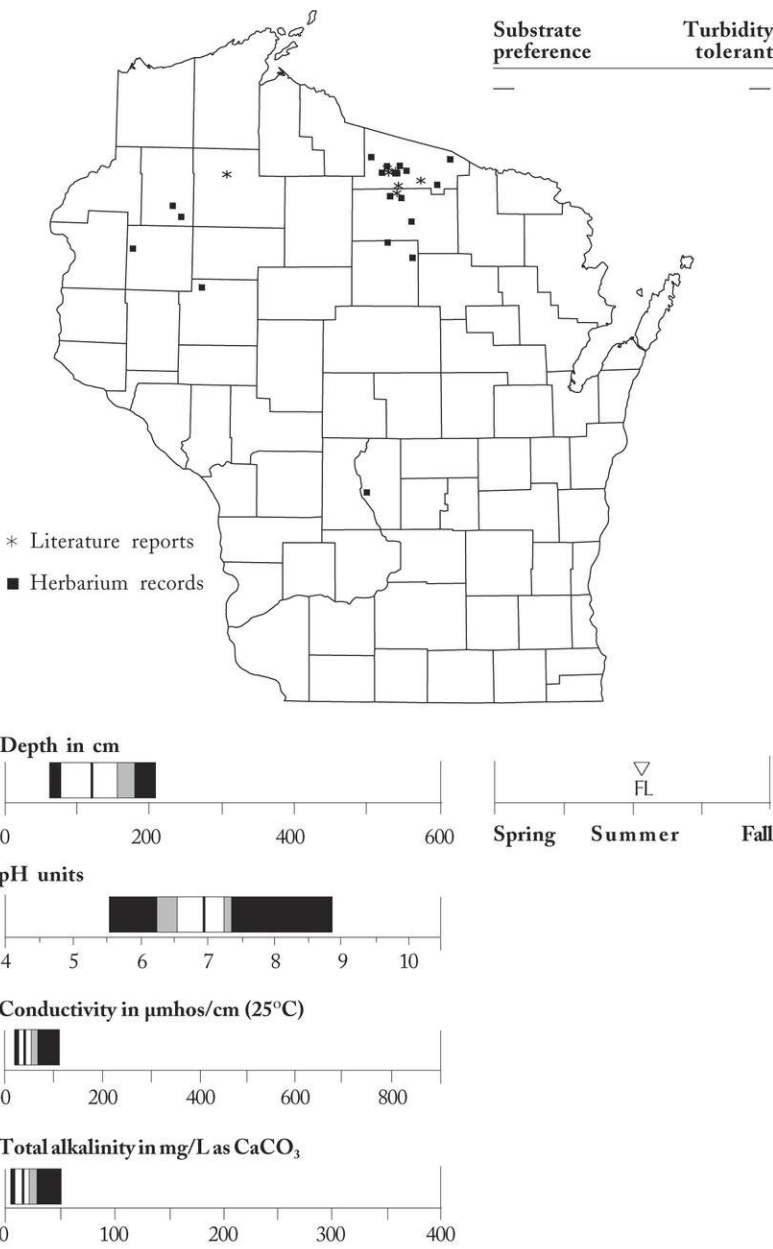 Substrate preference
Turbidity tolerant
— —
* Literature reports
■ Herbarium records
Depth in cm
0 200 400 600
FL
Spring Summer Fall
pH units
4 5 6 7 8 9 10
Conductivity in µmhos/cm (25°C)
0 200 400 600 800
Total alkalinity in mg/L as CaCO₃
0 100 200 300 400